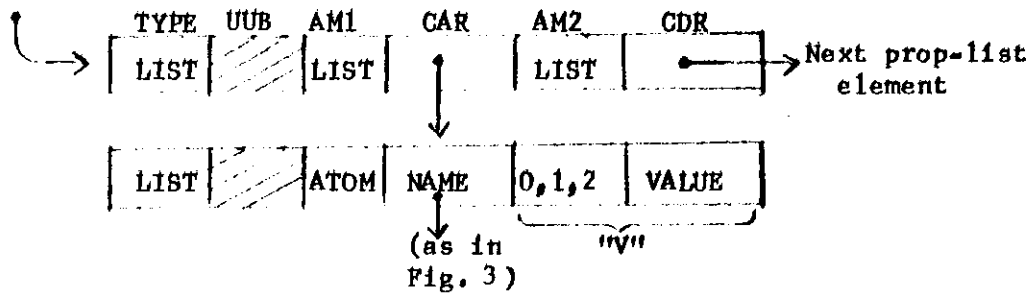 TYPE UUB AM1 CAR AM2 CDR
LIST LIST LIST Next prop-list
element
LIST ATOM NAME 0,1,2 VALUE
(as in "V"
Fig. 3)